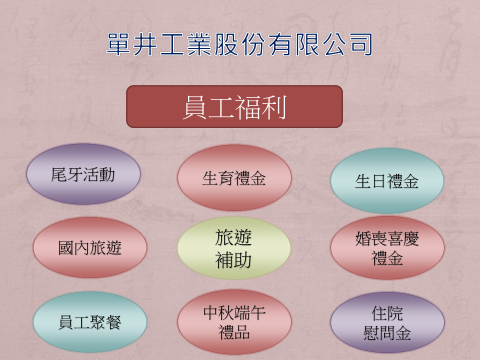 單井工業股份有限公司
員工福利
尾牙活動
生育禮金
生日禮金
國內旅遊
旅遊
補助
婚喪喜慶
禮金
員工聚餐
中秋端午
禮品
住院
慰問金